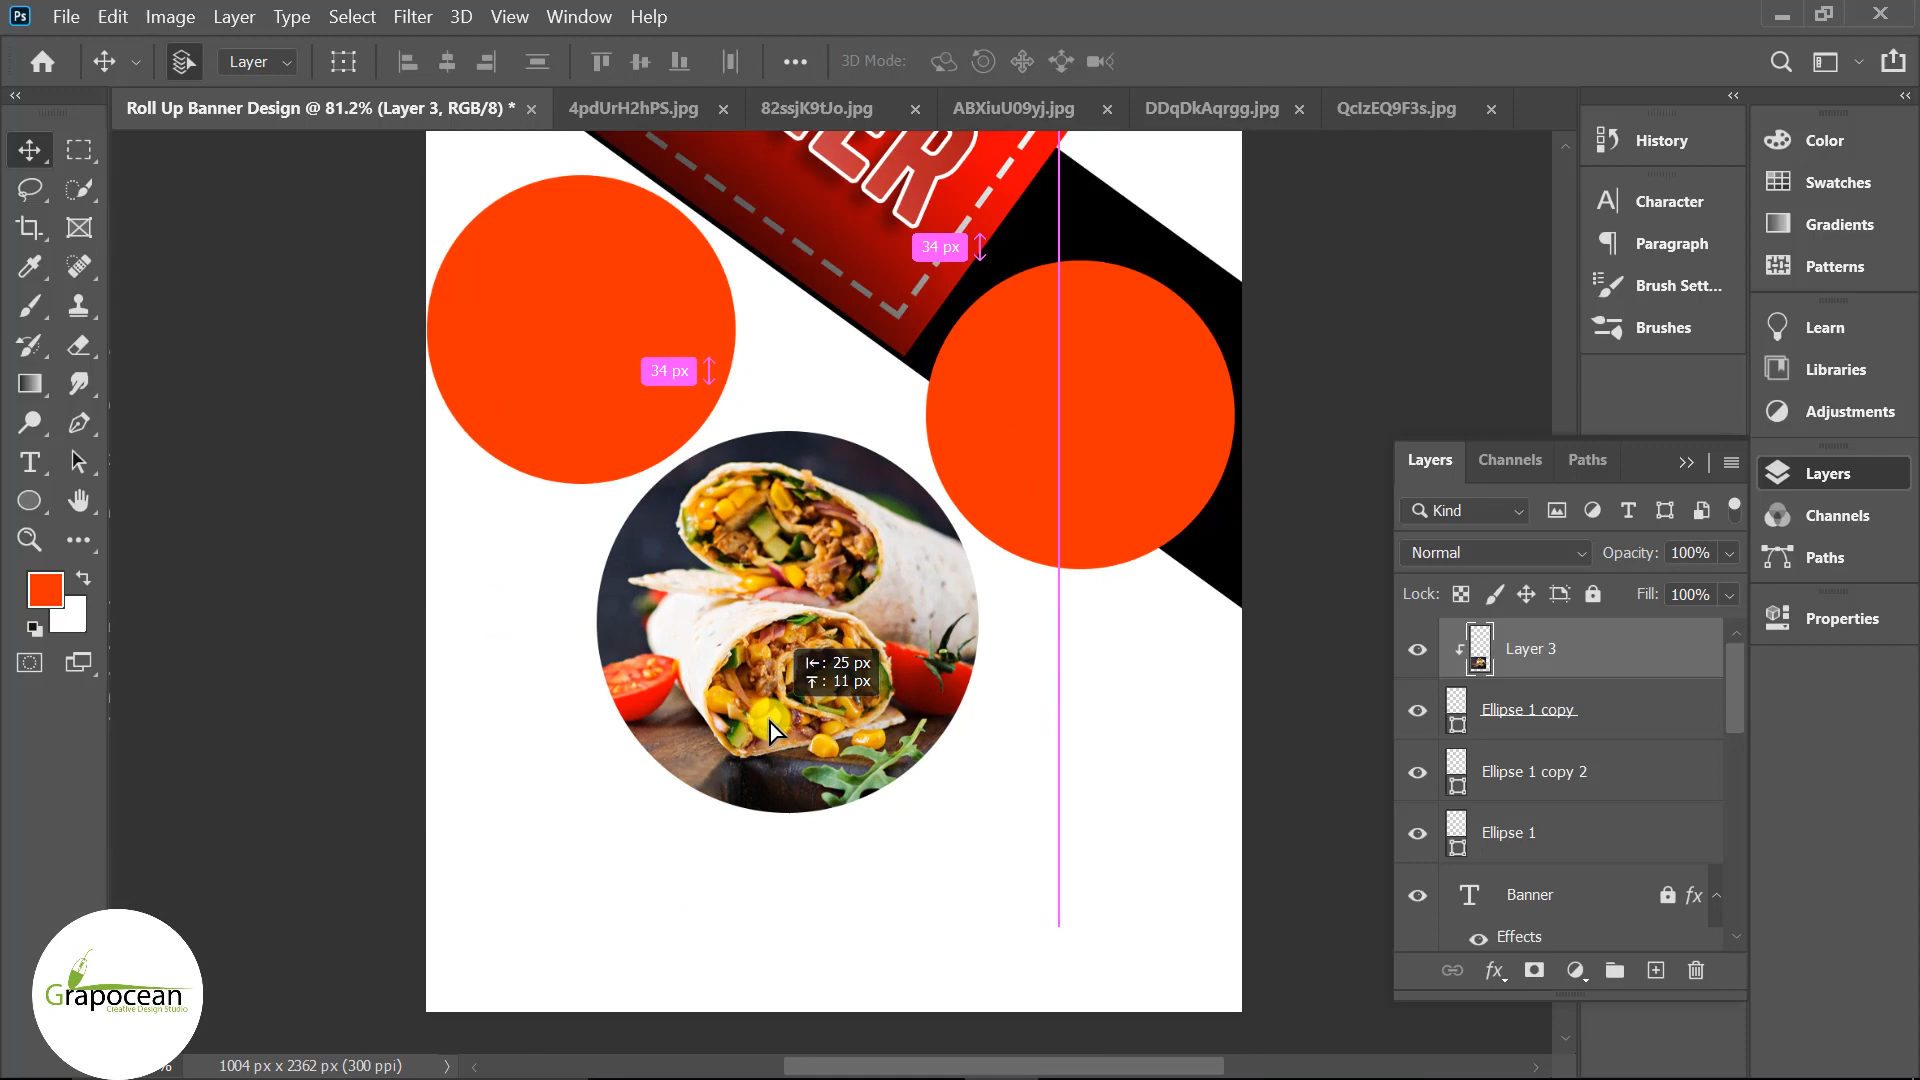 Ps File Edit Image Layer Type Select Filter 3D View Window Help
Layer 3D Mode:
Roll Up Banner Design @ 81.2% (Layer 3, RGB/8) * 4pdUrH2hPS.jpg 82ssjK9tJo.jpg ABXiuU09yj.jpg DDqDkAqrgg.jpg QcIzEQ9F3s.jpg
History
Character
Paragraph
Brush Sett...
Brushes
Color
Swatches
Gradients
Patterns
Learn
Libraries
Adjustments
Layers
Channels
Paths
Properties
34 px
34 px
25 px
11 px
Layers Channels Paths
Kind
Normal Opacity: 100%
Lock: Fill: 100%
Layer 3
Ellipse 1 copy
Ellipse 1 copy 2
Ellipse 1
T Banner fx
Effects
fx
Grapocean
Creative Design Studio
% 1004 px x 2362 px (300 ppi)